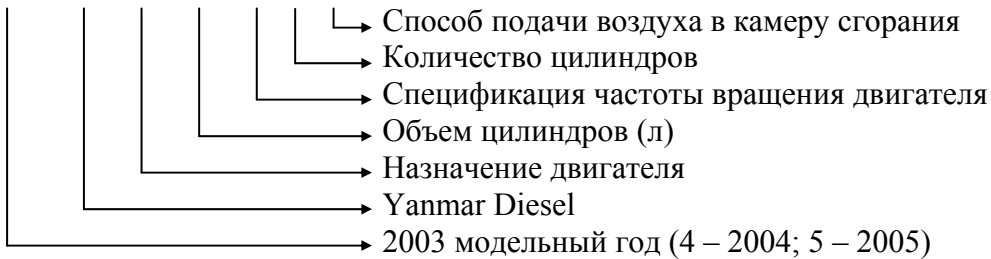 Способ подачи воздуха в камеру сгорания
Количество цилиндров
Спецификация частоты вращения двигателя
Объем цилиндров (л)
Назначение двигателя
Yanmar Diesel
2003 модельный год (4 – 2004; 5 – 2005)